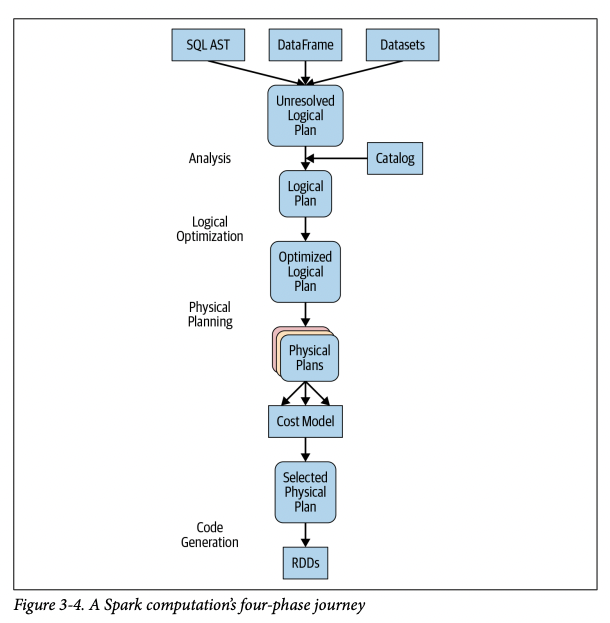 SQL AST
DataFrame
Datasets
Unresolved
Logical
Plan
Analysis
Catalog
Logical
Plan
Logical
Optimization
Optimized
Logical
Plan
Physical
Planning
Physical
Plans
Cost Model
Selected
Physical
Plan
Code
Generation
RDDs
Figure 3-4. A Spark computation’s four-phase journey